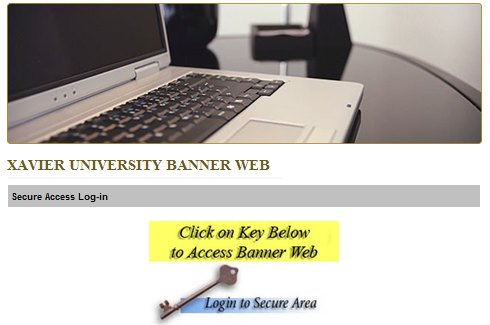 XAVIER UNIVERSITY BANNER WEB
Secure Access Log-in
Click on Key Below
to Access Banner Web
Login to Secure Area